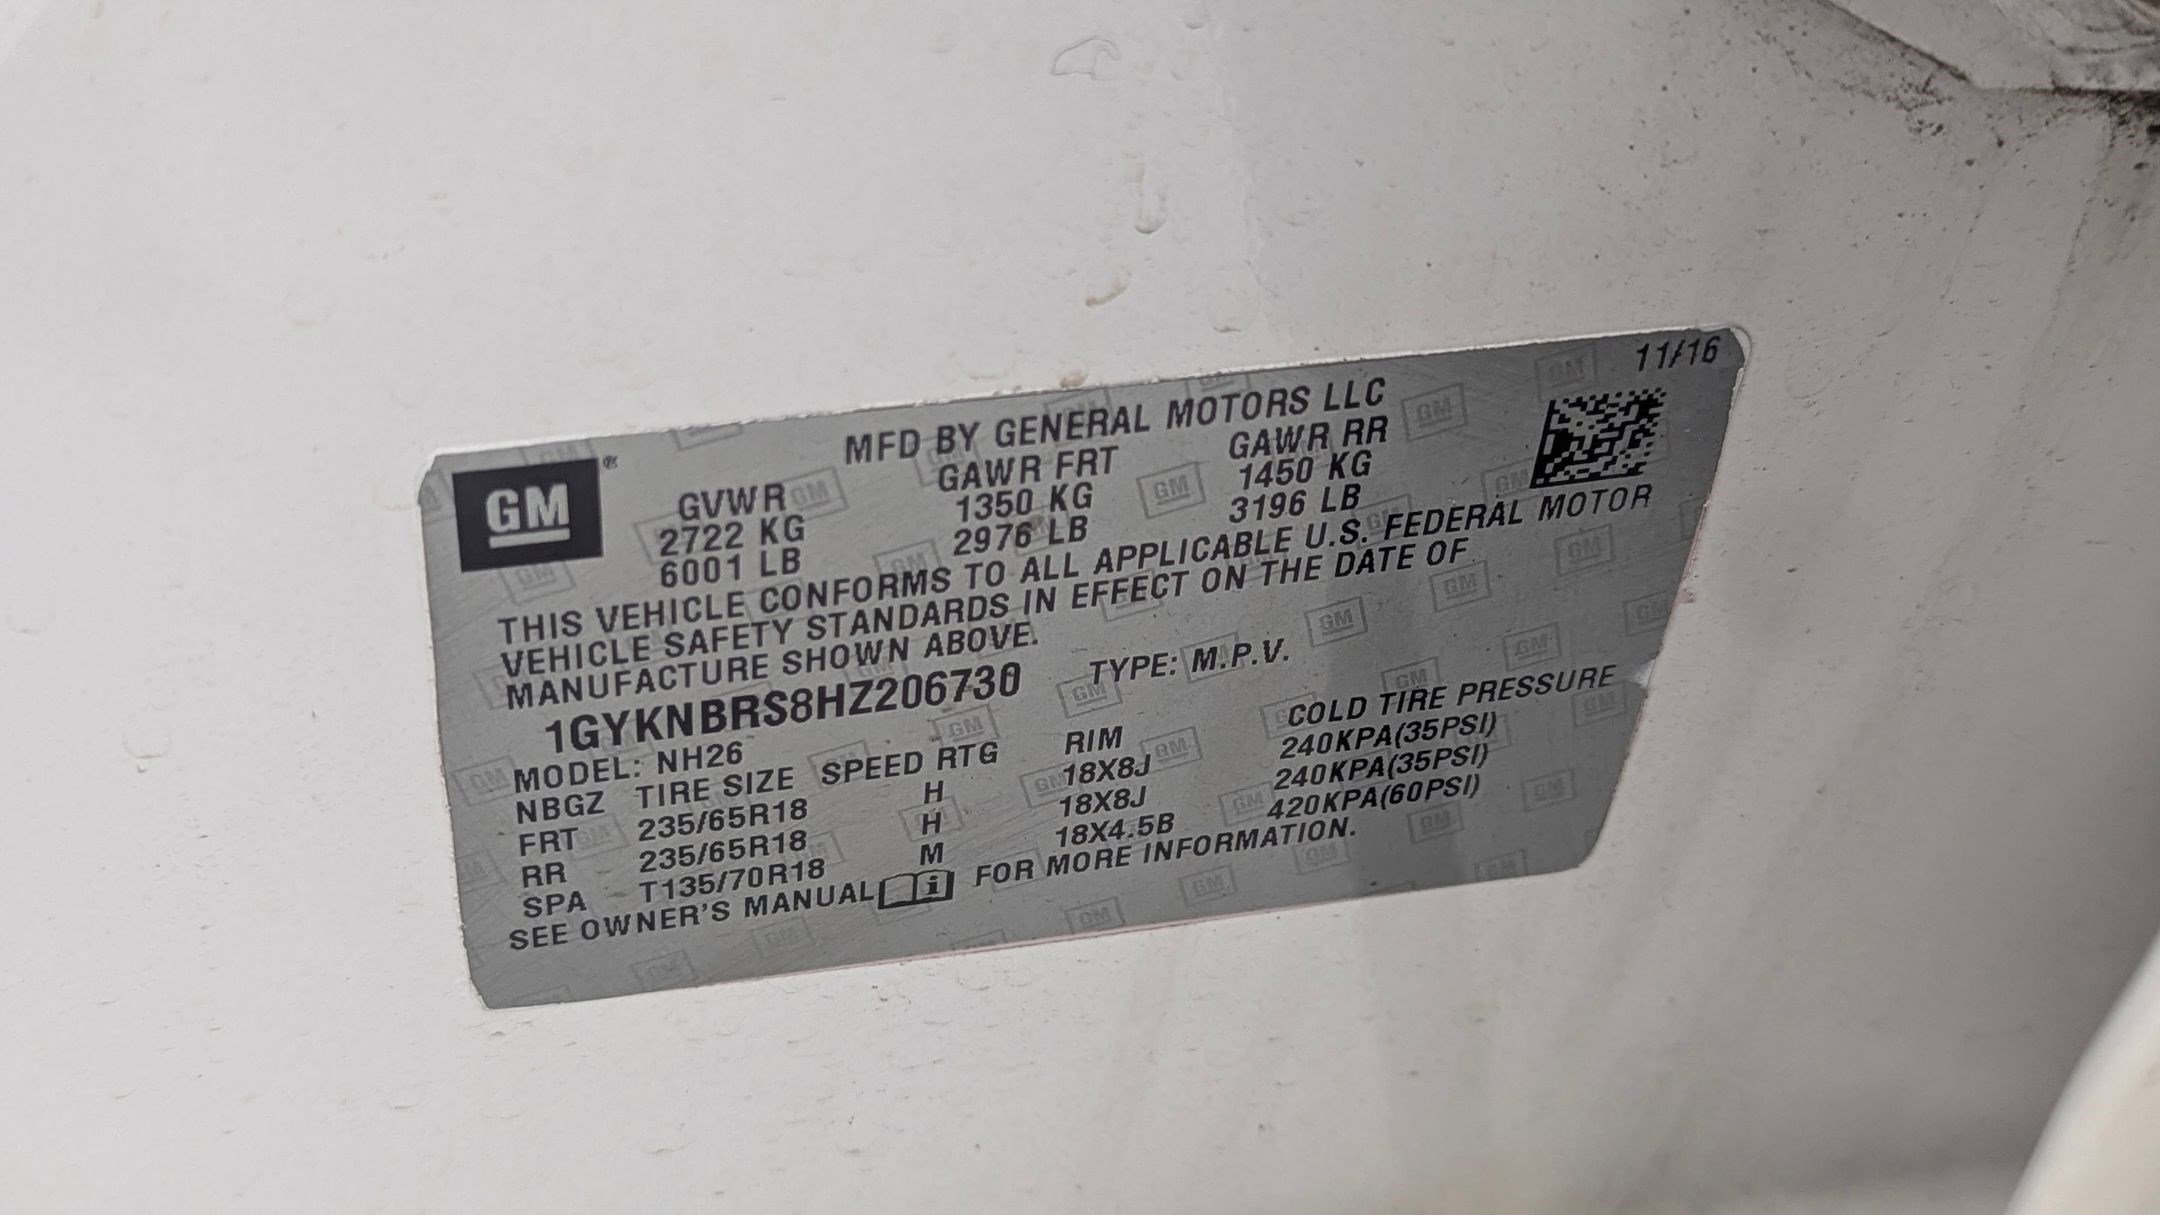 11/16
MFD BY GENERAL MOTORS LLC
GM ®
GVWR GAWR FRT GAWR RR
2722 KG 1350 KG 1450 KG
6001 LB 2976 LB 3196 LB
THIS VEHICLE CONFORMS TO ALL APPLICABLE U.S. FEDERAL MOTOR
VEHICLE SAFETY STANDARDS IN EFFECT ON THE DATE OF
MANUFACTURE SHOWN ABOVE.
1GYKNBRS8HZ206730 TYPE: M.P.V.
MODEL: NH26
NBGZ TIRE SIZE SPEED RTG RIM COLD TIRE PRESSURE
FRT 235/65R18 H 18X8J 240KPA(35PSI)
RR 235/65R18 H 18X8J 240KPA(35PSI)
SPA T135/70R18 M 18X4.5B 420KPA(60PSI)
SEE OWNER'S MANUAL i FOR MORE INFORMATION.